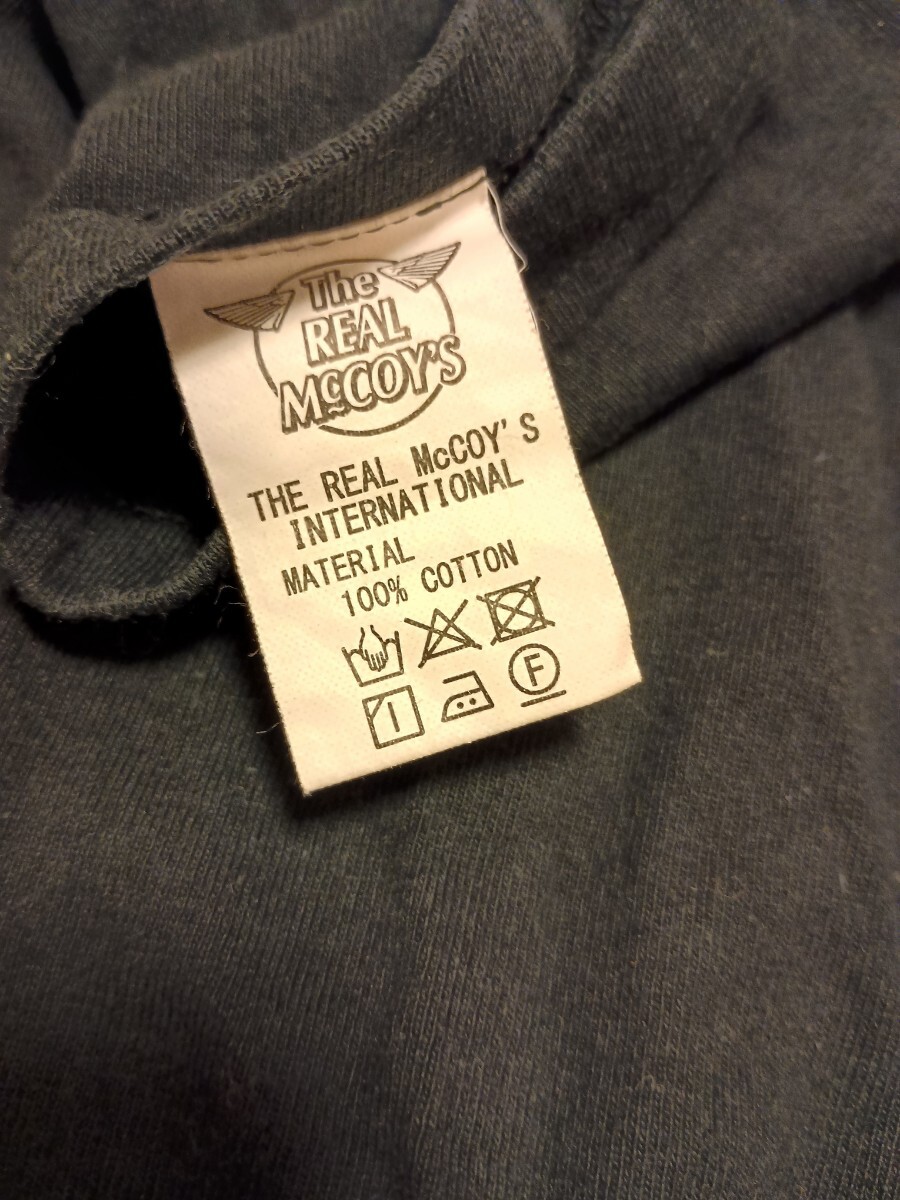 The
REAL
McCOY'S
THE REAL McCOY'S
INTERNATIONAL
MATERIAL
100% COTTON
F